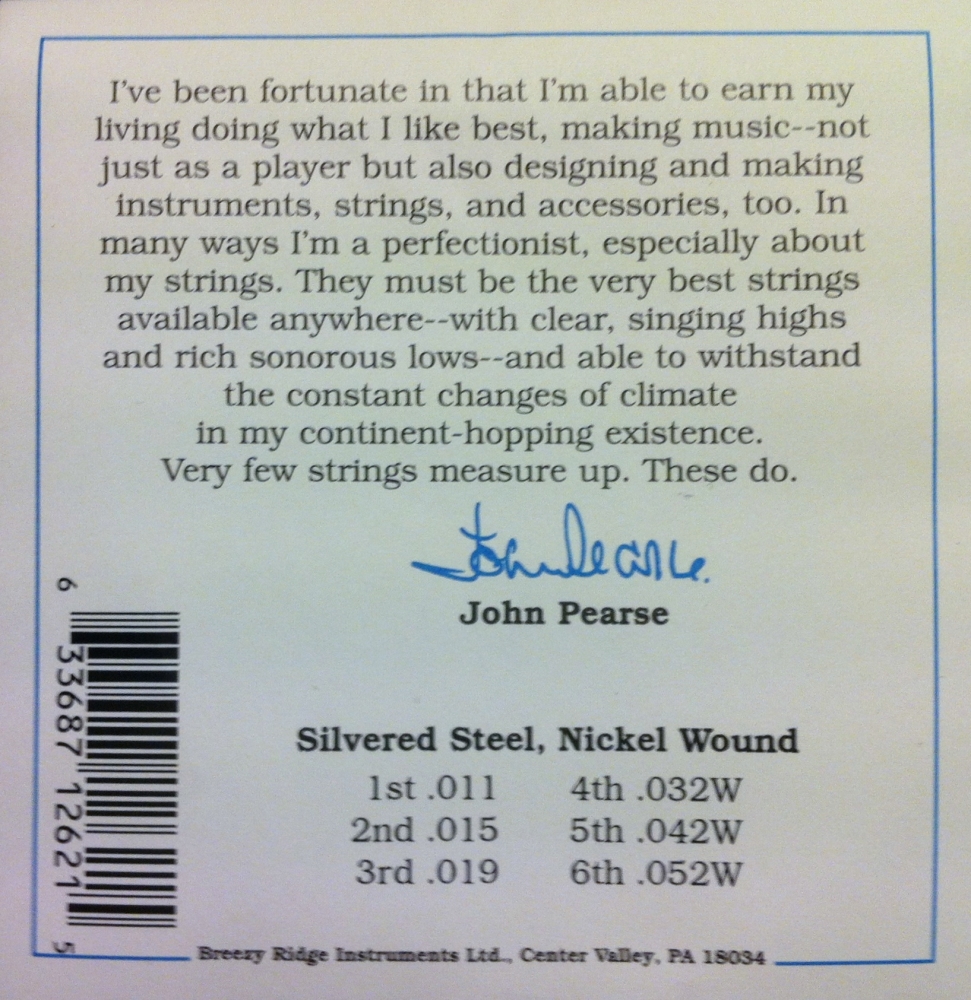 I've been fortunate in that I'm able to earn my
living doing what I like best, making music--not
just as a player but also designing and making
instruments, strings, and accessories, too. In
many ways I'm a perfectionist, especially about
my strings. They must be the very best strings
available anywhere--with clear, singing highs
and rich sonorous lows--and able to withstand
the constant changes of climate
in my continent-hopping existence.
Very few strings measure up. These do.
John Pearse
John Pearse
Silvered Steel, Nickel Wound
1st .011 4th .032W
2nd .015 5th .042W
3rd .019 6th .052W
6 33687 12621 5
Breezy Ridge Instruments Ltd., Center Valley, PA 18034